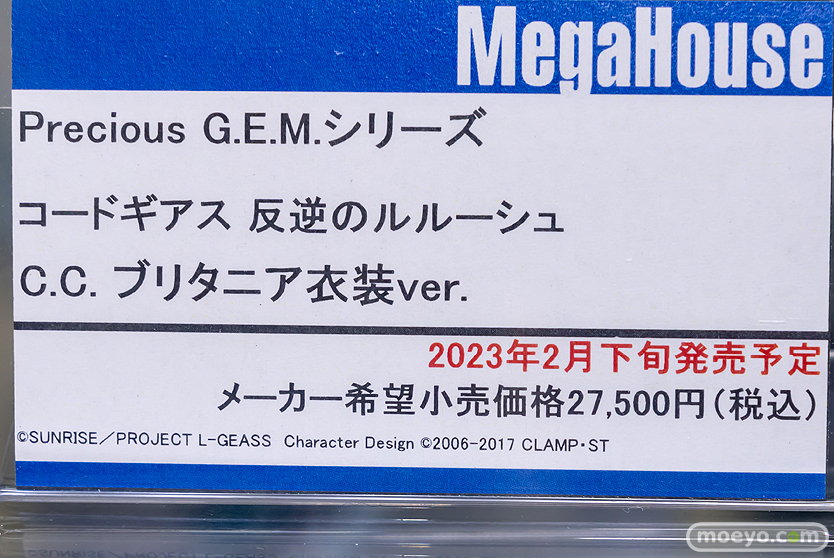 MegaHouse
Precious G.E.M.シリーズ
コードギアス 反逆のルルーシュ
C.C. ブリタニア衣装ver.
2023年2月下旬発売予定
メーカー希望小売価格27,500円(税込)
©SUNRISE/PROJECT L-GEASS Character Design ©2006-2017 CLAMP・ST
moeyo.com